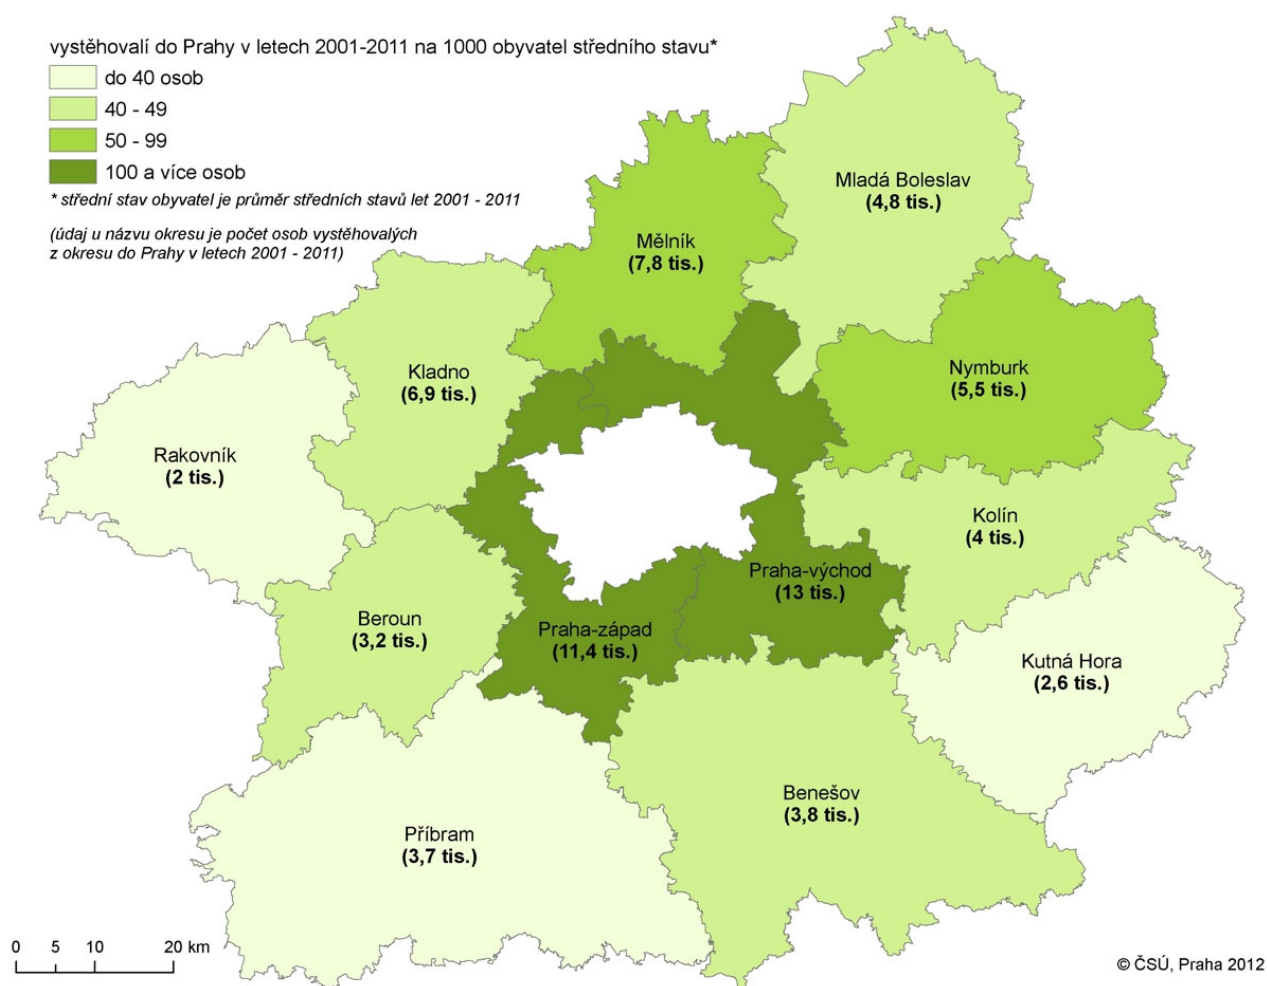 vystěhovalí do Prahy v letech 2001-2011 na 1000 obyvatel středního stavu*
do 40 osob
40 - 49
50 - 99
100 a více osob
* střední stav obyvatel je průměr středních stavů let 2001 - 2011
(údaj u názvu okresu je počet osob vystěhovalých
z okresu do Prahy v letech 2001 - 2011)
Mladá Boleslav
(4,8 tis.)
Mělník
(7,8 tis.)
Nymburk
(5,5 tis.)
Kladno
(6,9 tis.)
Rakovník
(2 tis.)
Kolín
(4 tis.)
Praha-východ
(13 tis.)
Beroun
(3,2 tis.)
Praha-západ
(11,4 tis.)
Kutná Hora
(2,6 tis.)
Benešov
(3,8 tis.)
Příbram
(3,7 tis.)
0 5 10 20 km
© ČSÚ, Praha 2012